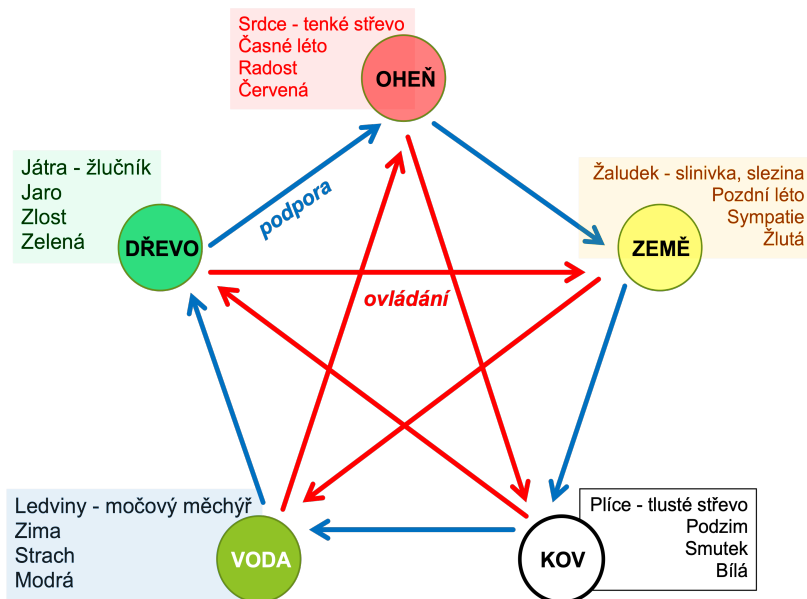 Srdce - tenké střevo
Časné léto
Radost
Červená
OHEŇ
Játra - žlučník
Jaro
Zlost
Zelená
DŘEVO
podpora
Žaludek - slinivka, slezina
Pozdní léto
Sympatie
Žlutá
ZEMĚ
ovládání
Ledviny - močový měchýř
Zima
Strach
Modrá
VODA
Plíce - tlusté střevo
Podzim
Smutek
Bílá
KOV